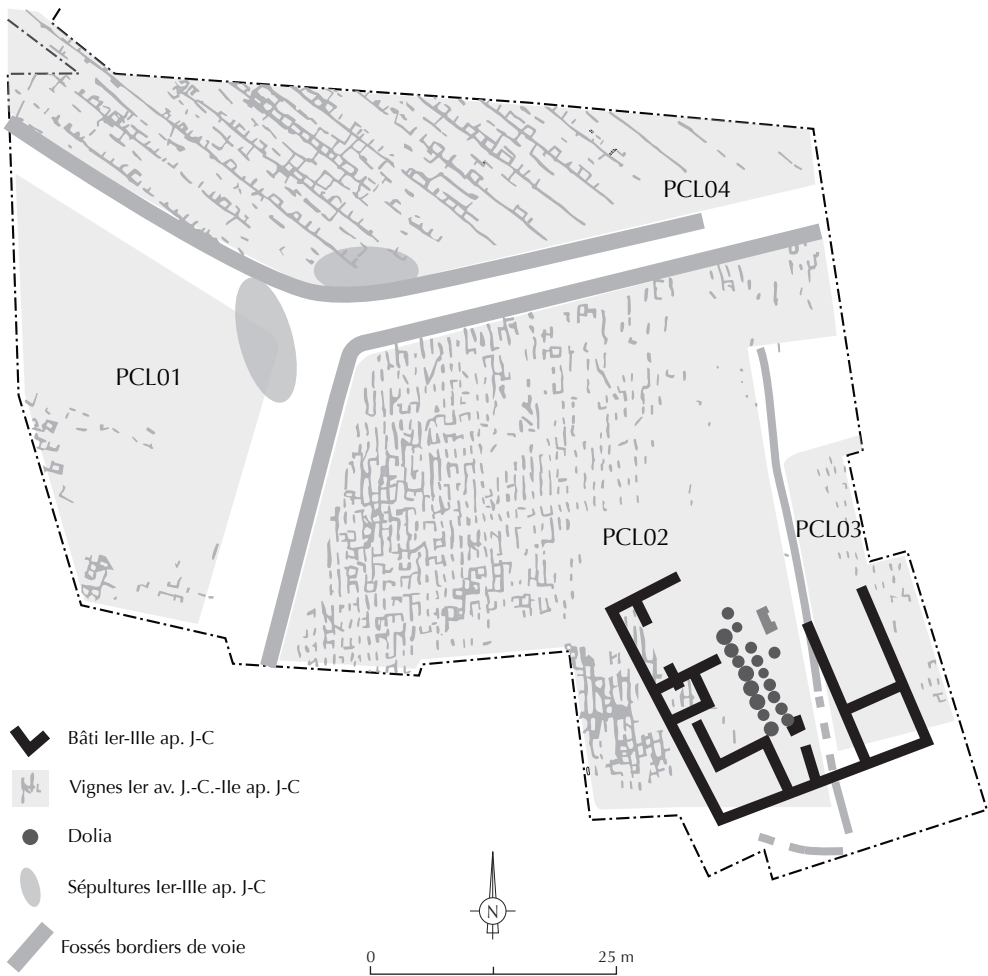 PCL04
PCL01
PCL02
PCL03
Bâti Ier-IIIe ap. J-C
Vignes Ier av. J.-C.-IIe ap. J-C
Dolia
Sépultures Ier-IIIe ap. J-C
Fossés bordiers de voie
N
0 25 m